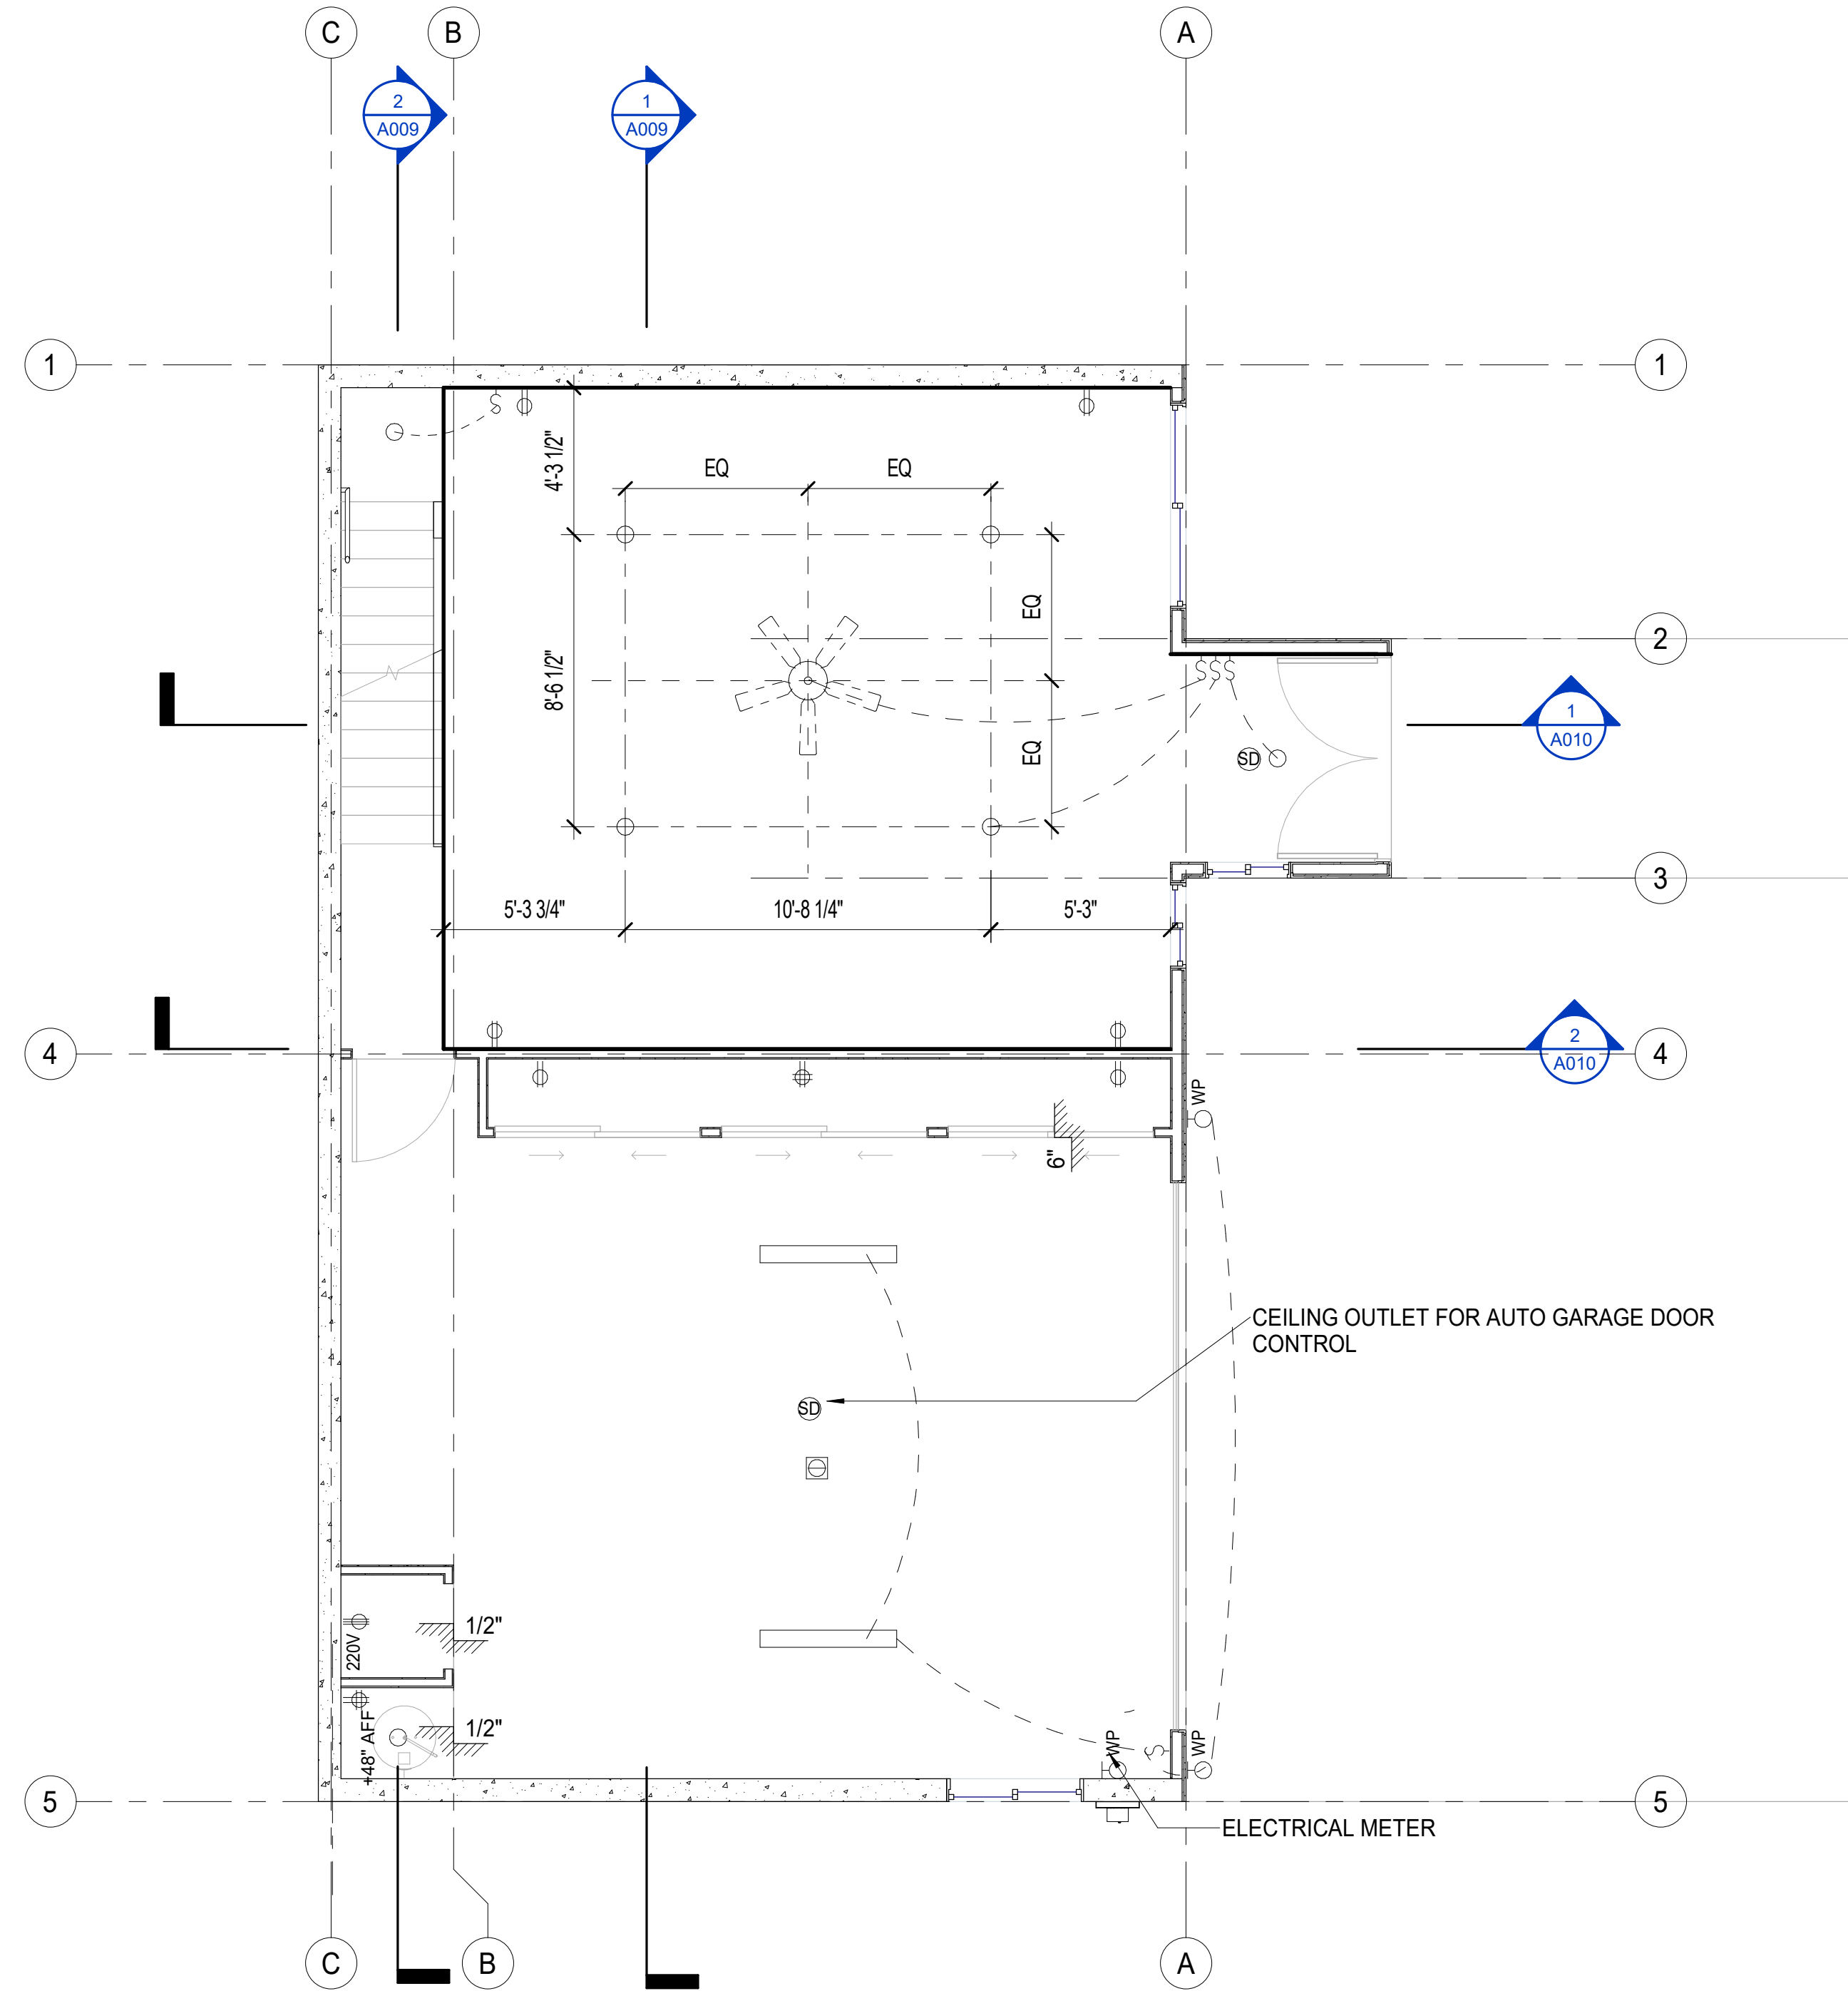 C
B
A
2
A009
1
A009
1
1
4'-3 1/2"
EQ
EQ
EQ
8'-6 1/2"
2
1
A010
EQ
SD
3
5'-3 3/4"
10'-8 1/4"
5'-3"
2
A010
4
4
WP
6"
CEILING OUTLET FOR AUTO GARAGE DOOR
CONTROL
SD
1/2"
220V
1/2"
+48" AFF
WP
WP
5
5
ELECTRICAL METER
C
B
A